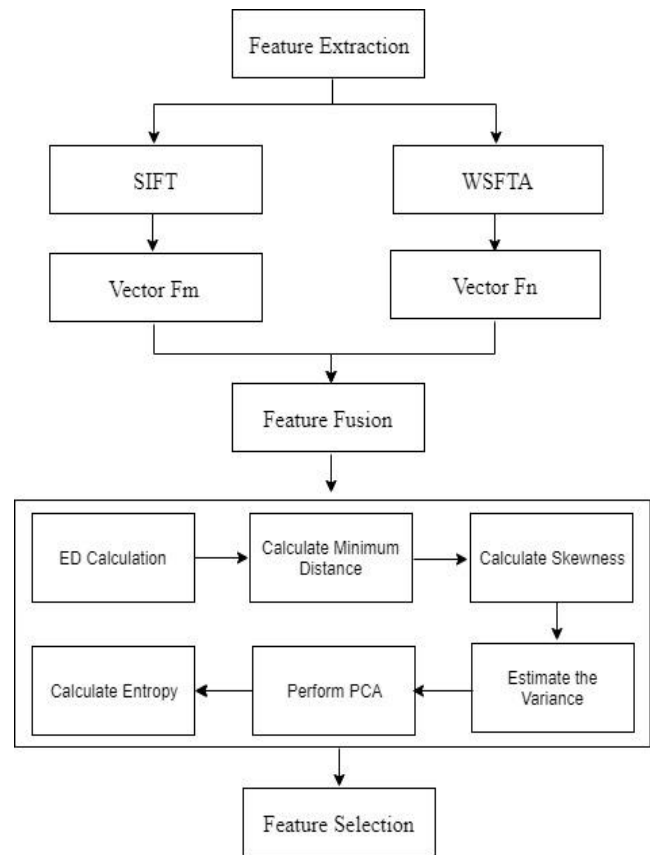 Feature Extraction
SIFT
WSFTA
Vector Fm
Vector Fn
Feature Fusion
ED Calculation
Calculate Minimum
Distance
Calculate Skewness
Calculate Entropy
Perform PCA
Estimate the
Variance
Feature Selection